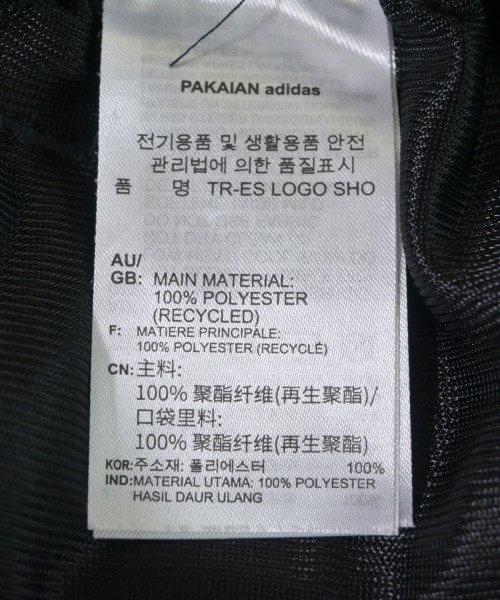 PAKAIAN adidas
전기용품 및 생활용품 안전
관리법에 의한 품질표시
품 명 TR-ES LOGO SHO
AU/
GB: MAIN MATERIAL:
100% POLYESTER
(RECYCLED)
F: MATIERE PRINCIPALE:
100% POLYESTER (RECYCLÉ)
CN:主料:
100% 聚酯纤维(再生聚酯)/
口袋里料:
100% 聚酯纤维(再生聚酯)
KOR:주소재: 폴리에스터 100%
IND:MATERIAL UTAMA: 100% POLYESTER
HASIL DAUR ULANG